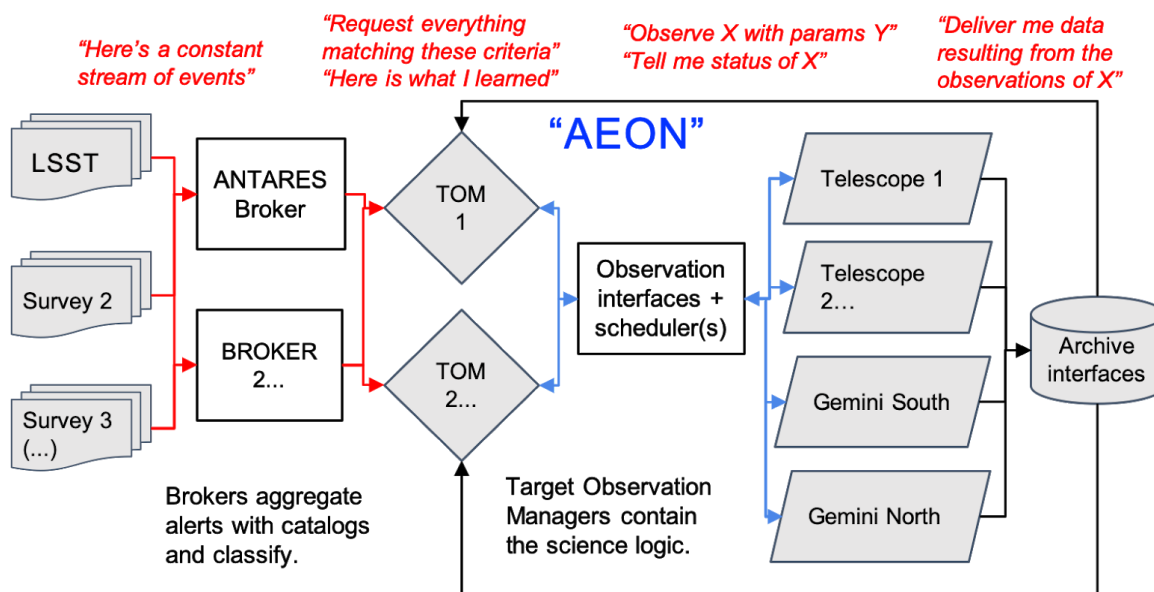 “Here’s a constant
stream of events”
“Request everything
matching these criteria”
“Here is what I learned”
“Observe X with params Y”
“Tell me status of X”
“Deliver me data
resulting from the
observations of X”
“AEON”
LSST
Survey 2
Survey 3
(...)
ANTARES
Broker
BROKER
2...
TOM
1
TOM
2...
Observation
interfaces +
scheduler(s)
Telescope 1
Telescope
2...
Gemini South
Gemini North
Archive
interfaces
Brokers aggregate
alerts with catalogs
and classify.
Target Observation
Managers contain
the science logic.